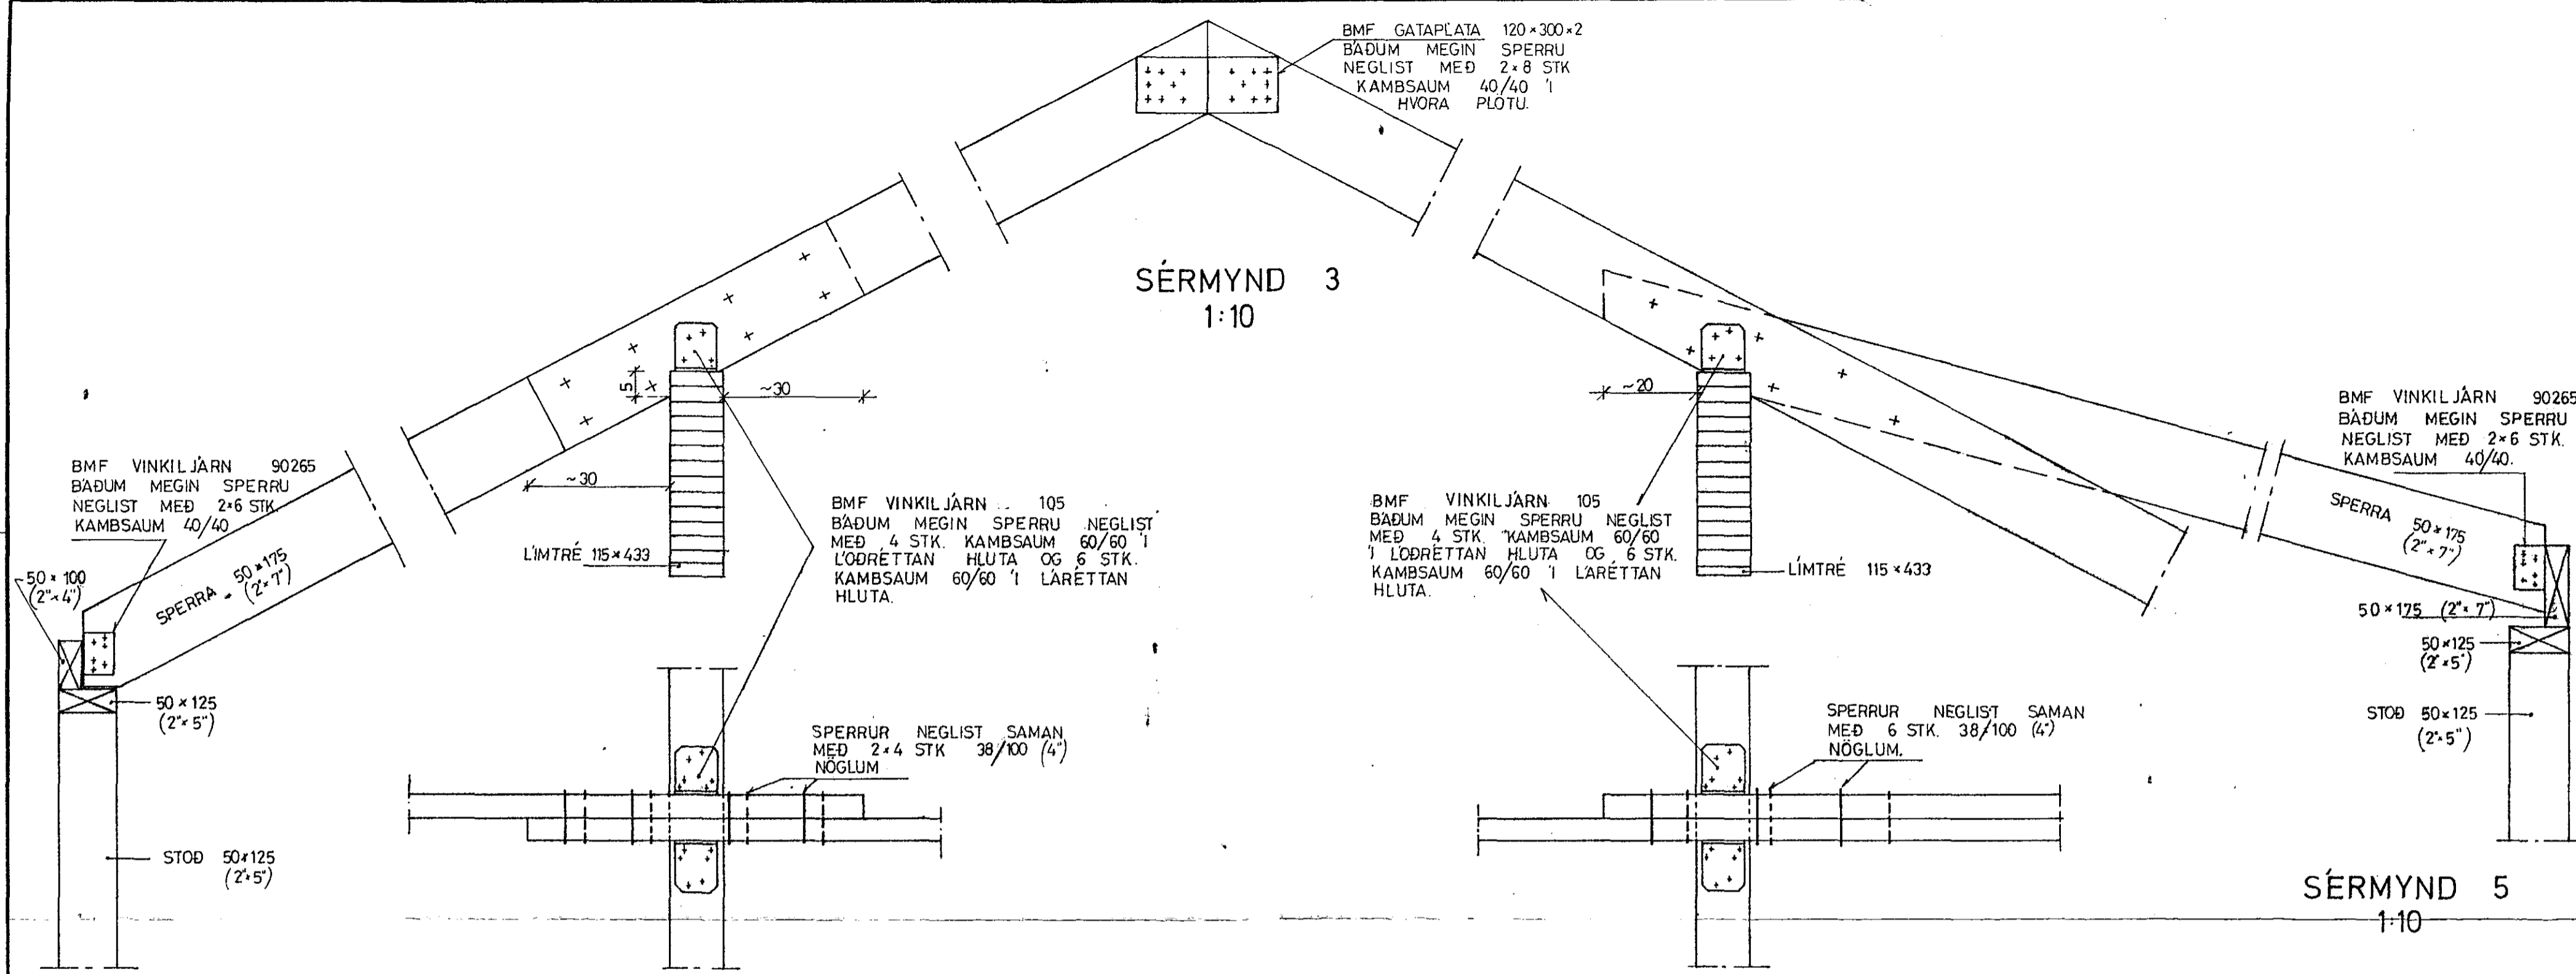 BMF GATAPLATA 120×300×2
BÁÐUM MEGIN SPERRU
NEGLIST MEÐ 2×8 STK
KAMBSAUM 40/40 Í
HVORA PLÖTU.
SÉRMYND 3
1:10
BMF VINKILJÁRN 90265
BÁÐUM MEGIN SPERRU
NEGLIST MEÐ 2×6 STK
KAMBSAUM 40/40
50×100
(2"×4")
SPERRA
50×175
(2"×7")
50×125
(2"×5")
STOÐ 50×125
(2"×5")
5
~30
~30
LÍMTRÉ 115×433
BMF VINKILJÁRN 105
BÁÐUM MEGIN SPERRU NEGLIST
MEÐ 4 STK. KAMBSAUM 60/60 Í
LÓÐRÉTTAN HLUTA OG 6 STK.
KAMBSAUM 60/60 Í LÁRÉTTAN
HLUTA.
SPERRUR NEGLIST SAMAN
MEÐ 2×4 STK 38/100 (4")
NÖGLUM
~20
BMF VINKILJÁRN 105
BÁÐUM MEGIN SPERRU NEGLIST
MEÐ 4 STK. KAMBSAUM 60/60
Í LÓÐRÉTTAN HLUTA OG 6 STK.
KAMBSAUM 60/60 Í LÁRÉTTAN
HLUTA.
LÍMTRÉ 115×433
SPERRUR NEGLIST SAMAN
MEÐ 6 STK. 38/100 (4")
NÖGLUM.
BMF VINKILJÁRN 90265
BÁÐUM MEGIN SPERRU
NEGLIST MEÐ 2×6 STK.
KAMBSAUM 40/40.
SPERRA
50×175
(2"×7")
50×175 (2"×7")
50×125
(2"×5")
STOÐ 50×125
(2"×5")
SÉRMYND 5
1:10